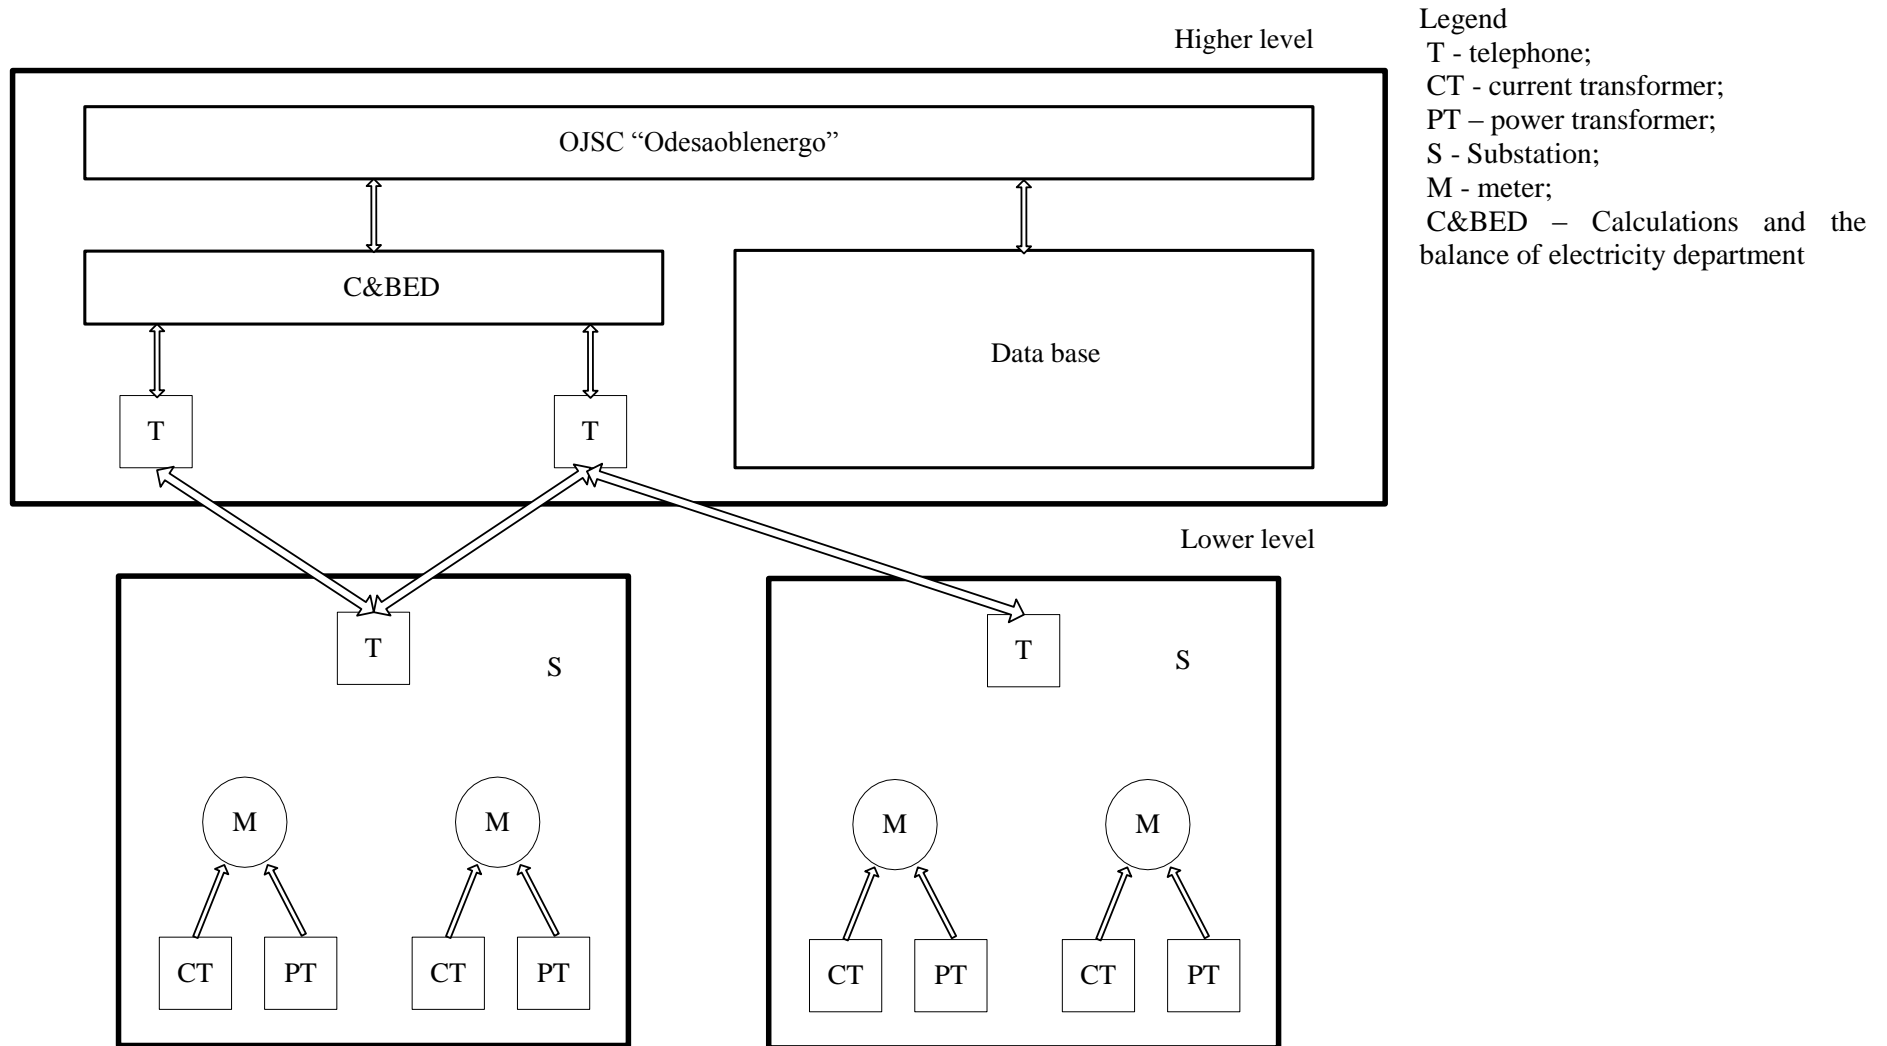 Higher level
OJSC “Odesaoblenergo”
C&BED
Data base
T
T
Lower level
T
S
T
S
M
M
M
M
CT
PT
CT
PT
CT
PT
CT
PT
Legend
T - telephone;
CT - current transformer;
PT – power transformer;
S - Substation;
M - meter;
C&BED – Calculations and the
balance of electricity department